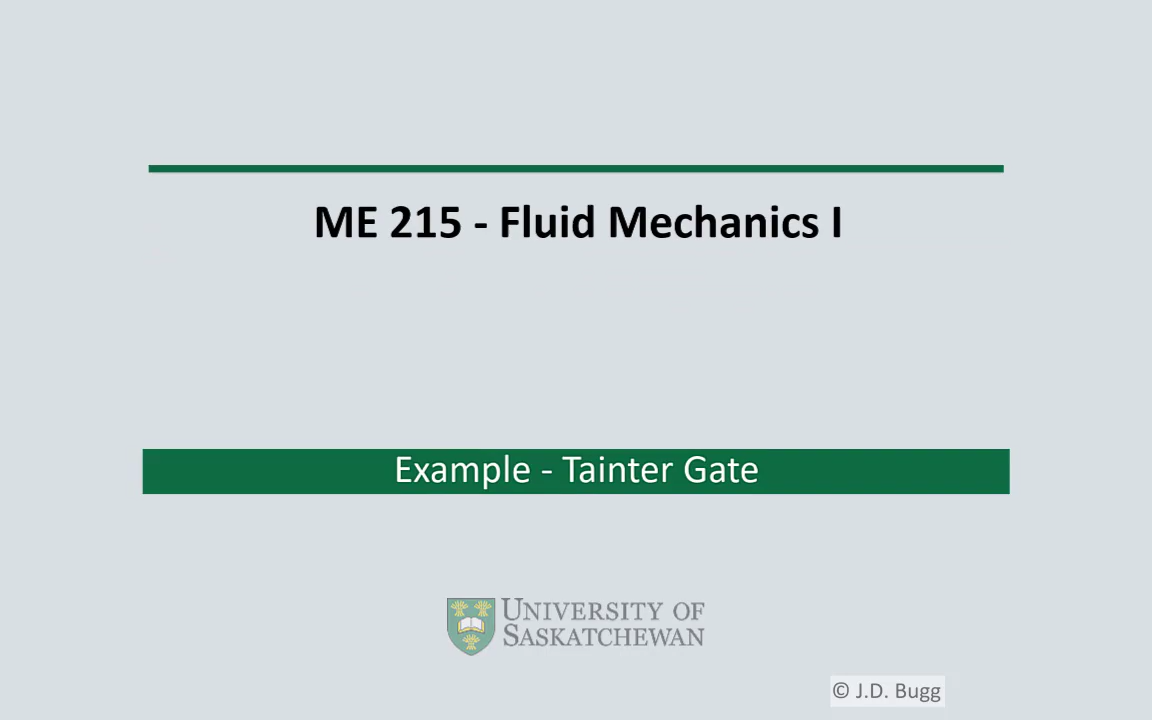 ME 215 - Fluid Mechanics I
Example - Tainter Gate
UNIVERSITY OF
SASKATCHEWAN
© J.D. Bugg